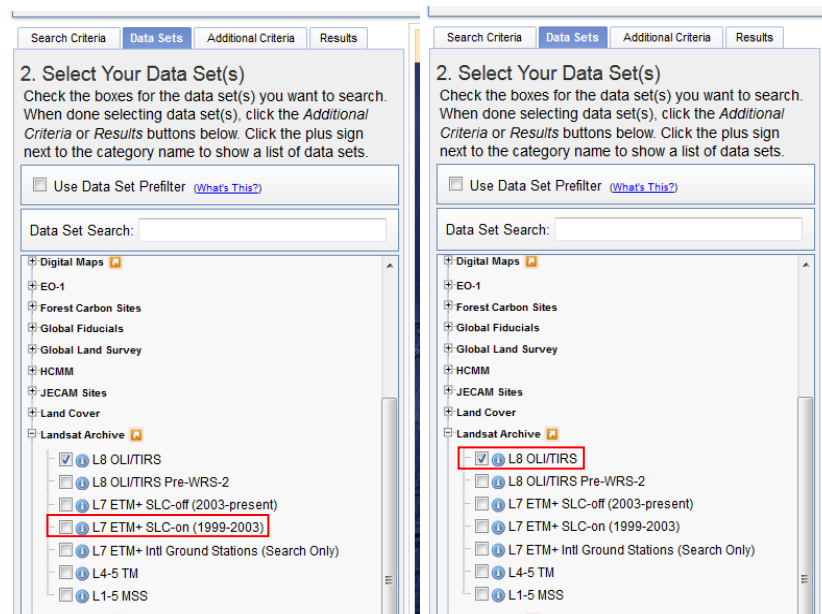 Search Criteria Data Sets Additional Criteria Results
2. Select Your Data Set(s)
Check the boxes for the data set(s) you want to search.
When done selecting data set(s), click the Additional
Criteria or Results buttons below. Click the plus sign
next to the category name to show a list of data sets.
Use Data Set Prefilter (What's This?)
Data Set Search:
Digital Maps
EO-1
Forest Carbon Sites
Global Fiducials
Global Land Survey
HCMM
JECAM Sites
Land Cover
Landsat Archive
L8 OLI/TIRS
L8 OLI/TIRS Pre-WRS-2
L7 ETM+ SLC-off (2003-present)
L7 ETM+ SLC-on (1999-2003)
L7 ETM+ Intl Ground Stations (Search Only)
L4-5 TM
L1-5 MSS
Search Criteria Data Sets Additional Criteria Results
2. Select Your Data Set(s)
Check the boxes for the data set(s) you want to search.
When done selecting data set(s), click the Additional
Criteria or Results buttons below. Click the plus sign
next to the category name to show a list of data sets.
Use Data Set Prefilter (What's This?)
Data Set Search:
Digital Maps
EO-1
Forest Carbon Sites
Global Fiducials
Global Land Survey
HCMM
JECAM Sites
Land Cover
Landsat Archive
L8 OLI/TIRS
L8 OLI/TIRS Pre-WRS-2
L7 ETM+ SLC-off (2003-present)
L7 ETM+ SLC-on (1999-2003)
L7 ETM+ Intl Ground Stations (Search Only)
L4-5 TM
L1-5 MSS